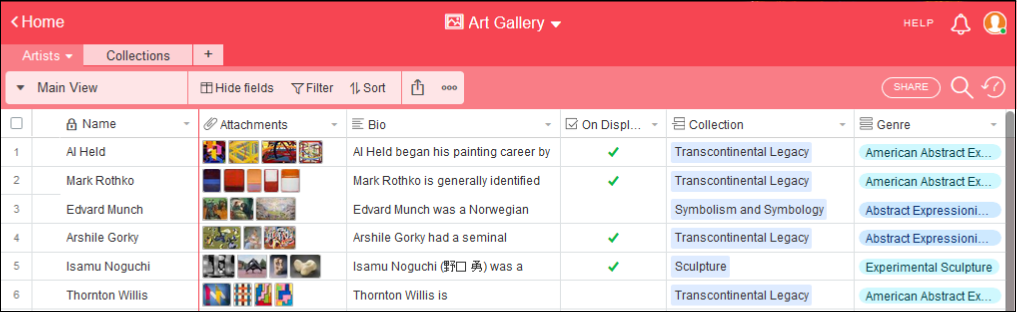 Home
Art Gallery
HELP
Artists
Collections
+
Main View
Hide fields
Filter
Sort
SHARE
Name
Attachments
Bio
On Displ...
Collection
Genre
1 Al Held Al Held began his painting career by Transcontinental Legacy American Abstract Ex...
2 Mark Rothko Mark Rothko is generally identified Transcontinental Legacy American Abstract Ex...
3 Edvard Munch Edvard Munch was a Norwegian Symbolism and Symbology Abstract Expressioni...
4 Arshile Gorky Arshile Gorky had a seminal Transcontinental Legacy Abstract Expressioni...
5 Isamu Noguchi Isamu Noguchi (野口 勇) was a Sculpture Experimental Sculpture
6 Thornton Willis Thornton Willis is Transcontinental Legacy American Abstract Ex...